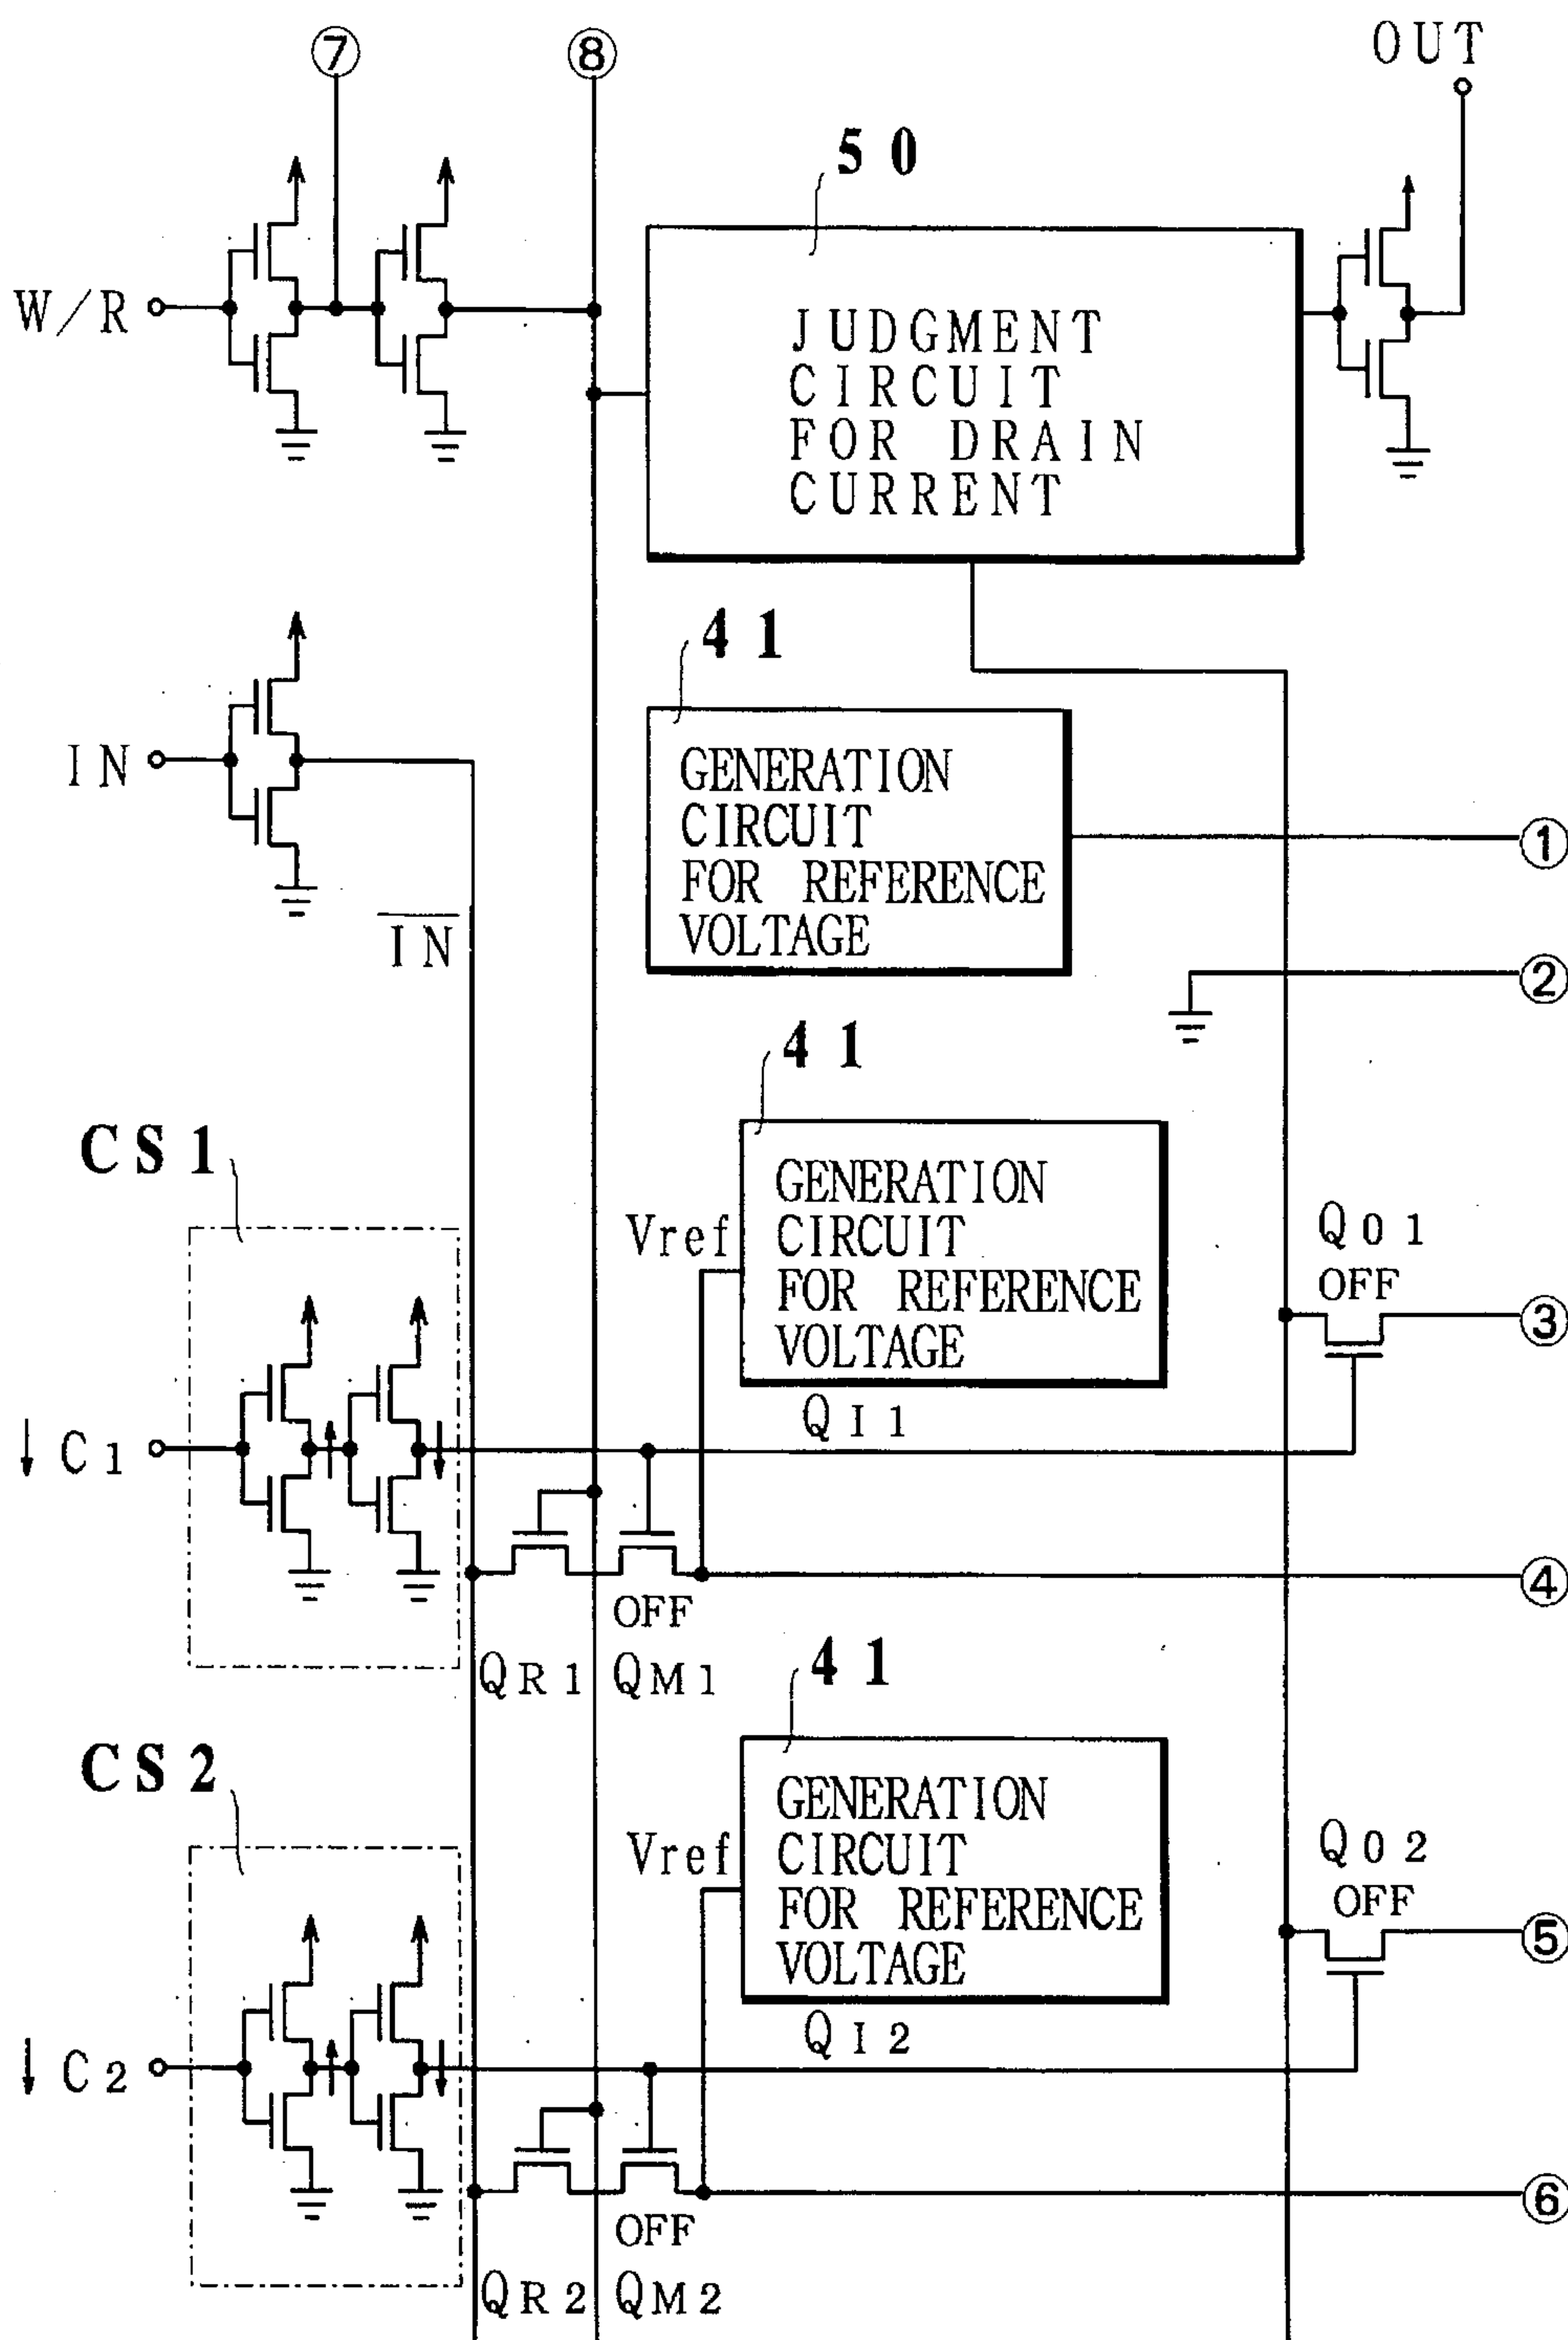 ⑦
⑧
OUT
50
W/R
JUDGMENT
CIRCUIT
FOR DRAIN
CURRENT
41
IN
GENERATION
CIRCUIT
FOR REFERENCE
VOLTAGE
①
IN
②
41
CS1
GENERATION
CIRCUIT
FOR REFERENCE
VOLTAGE
Vref
Q01
OFF
③
QI1
↓ C1
④
OFF
QR1
QM1
41
CS2
GENERATION
CIRCUIT
FOR REFERENCE
VOLTAGE
Vref
Q02
OFF
⑤
QI2
↓ C2
⑥
OFF
QR2
QM2